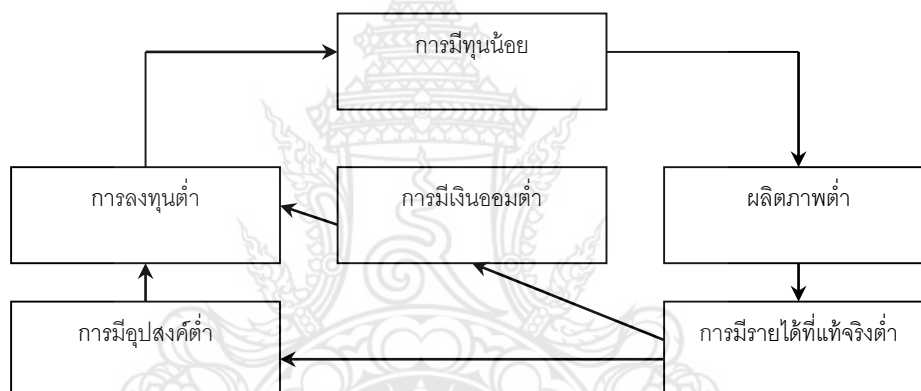 การมีทุนน้อย
การลงทุนต่ำ
การมีเงินออมต่ำ
ผลิตภาพต่ำ
การมีอุปสงค์ต่ำ
การมีรายได้ที่แท้จริงต่ำ